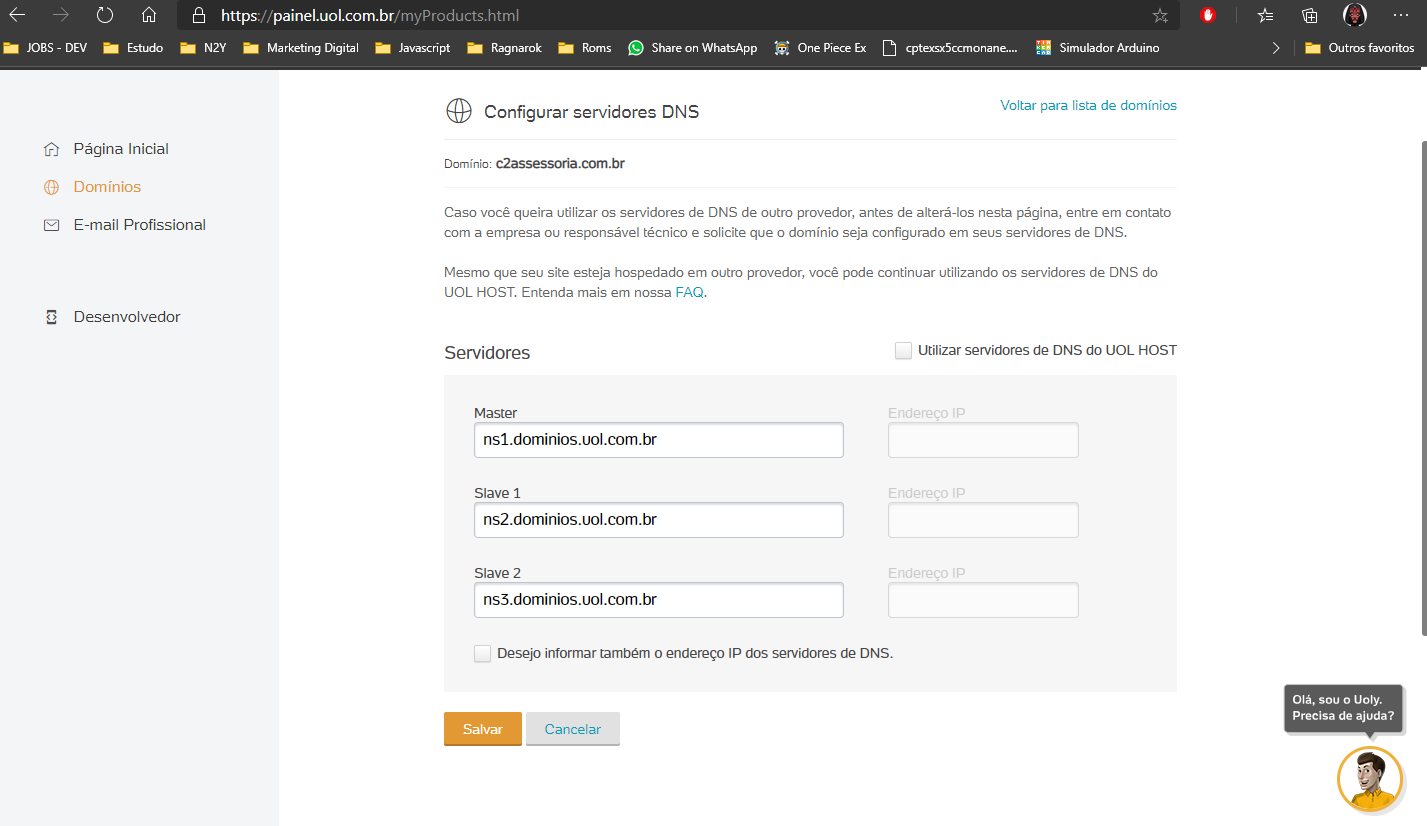 https://painel.uol.com.br/myProducts.html
JOBS - DEV Estudo N2Y Marketing Digital Javascript Ragnarok Roms Share on WhatsApp One Piece Ex cptexsx5ccmonane.... Simulador Arduino Outros favoritos
Configurar servidores DNS
Voltar para lista de domínios
Página Inicial
Domínios
E-mail Profissional
Desenvolvedor
Domínio: c2assessoria.com.br
Caso você queira utilizar os servidores de DNS de outro provedor, antes de alterá-los nesta página, entre em contato
com a empresa ou responsável técnico e solicite que o domínio seja configurado em seus servidores de DNS.
Mesmo que seu site esteja hospedado em outro provedor, você pode continuar utilizando os servidores de DNS do
UOL HOST. Entenda mais em nossa FAQ.
Servidores
Utilizar servidores de DNS do UOL HOST
Master
Endereço IP
ns1.dominios.uol.com.br
Slave 1
Endereço IP
ns2.dominios.uol.com.br
Slave 2
Endereço IP
ns3.dominios.uol.com.br
Desejo informar também o endereço IP dos servidores de DNS.
Salvar
Cancelar
Olá, sou o Uoly.
Precisa de ajuda?